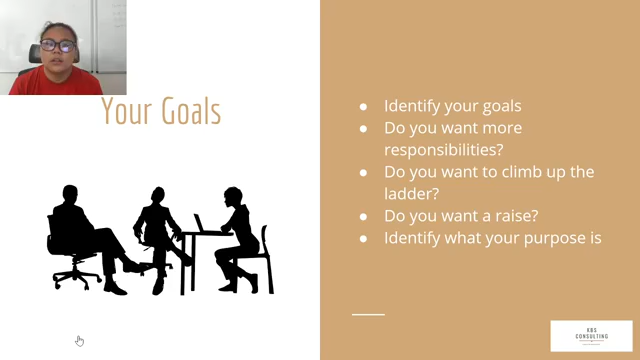 Your Goals
● Identify your goals
● Do you want more
responsibilities?
● Do you want to climb up the
ladder?
● Do you want a raise?
● Identify what your purpose is
KBS
CONSULTING